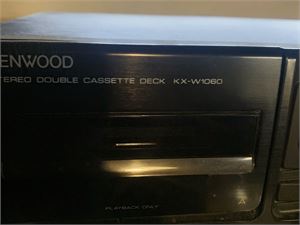 ENWOOD
TEREO DOUBLE CASSETTE DECK KX-W1060
PLAYBACK ONLY
A